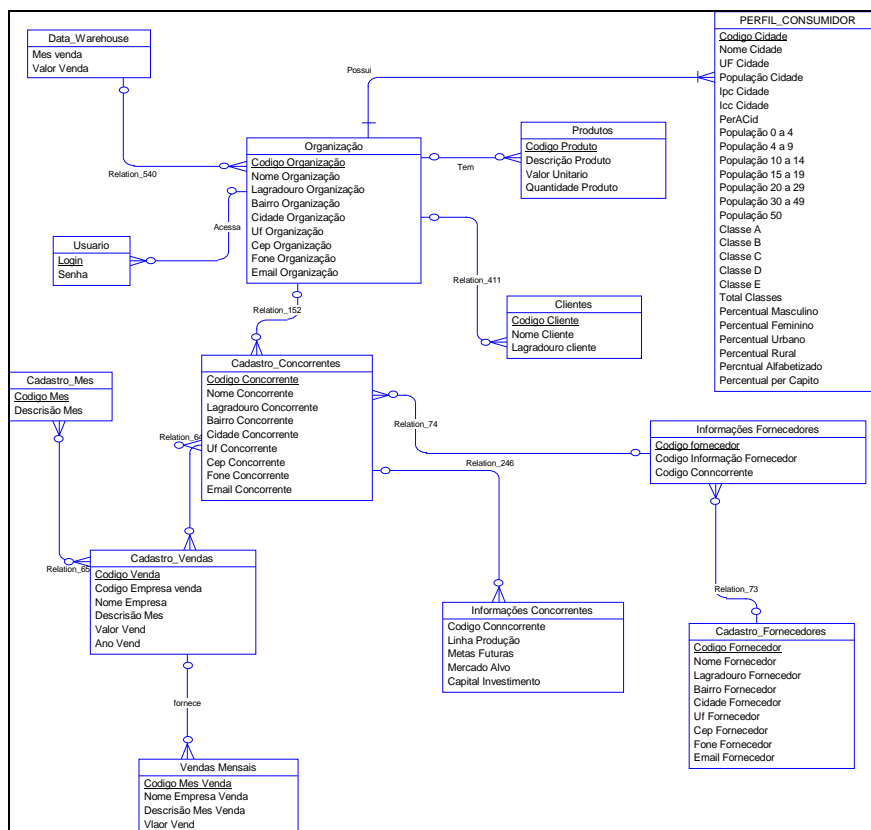 Data_Warehouse
Mes venda
Valor Venda
PERFIL_CONSUMIDOR
Codigo Cidade
Nome Cidade
UF Cidade
População Cidade
Ipc Cidade
Icc Cidade
PerACid
População 0 a 4
População 4 a 9
População 10 a 14
População 15 a 19
População 20 a 29
População 30 a 49
População 50
Classe A
Classe B
Classe C
Classe D
Classe E
Total Classes
Percentual Masculino
Percentual Feminino
Percentual Urbano
Percentual Rural
Percntual Alfabetizado
Percentual per Capito
Possui
Organização
Codigo Organização
Nome Organização
Lagradouro Organização
Bairro Organização
Cidade Organização
Uf Organização
Cep Organização
Fone Organização
Email Organização
Produtos
Codigo Produto
Descrição Produto
Valor Unitario
Quantidade Produto
Tem
Relation_540
Acessa
Usuario
Login
Senha
Relation_411
Clientes
Codigo Cliente
Nome Cliente
Lagradouro cliente
Relation_152
Cadastro_Concorrentes
Codigo Concorrente
Nome Concorrente
Lagradouro Concorrente
Bairro Concorrente
Cidade Concorrente
Uf Concorrente
Cep Concorrente
Fone Concorrente
Email Concorrente
Cadastro_Mes
Codigo Mes
Descrisão Mes
Relation_64
Relation_74
Relation_246
Informações Fornecedores
Codigo fornecedor
Codigo Informação Fornecedor
Codigo Conncorrente
Relation_65
Cadastro_Vendas
Codigo Venda
Codigo Empresa venda
Nome Empresa
Descrisão Mes
Valor Vend
Ano Vend
Informações Concorrentes
Codigo Conncorrente
Linha Produção
Metas Futuras
Mercado Alvo
Capital Investimento
Relation_73
Cadastro_Fornecedores
Codigo Fornecedor
Nome Fornecedor
Lagradouro Fornecedor
Bairro Fornecedor
Cidade Fornecedor
Uf Fornecedor
Cep Fornecedor
Fone Fornecedor
Email Fornecedor
fornece
Vendas Mensais
Codigo Mes Venda
Nome Empresa Venda
Descrisão Mes Venda
Vlaor Vend